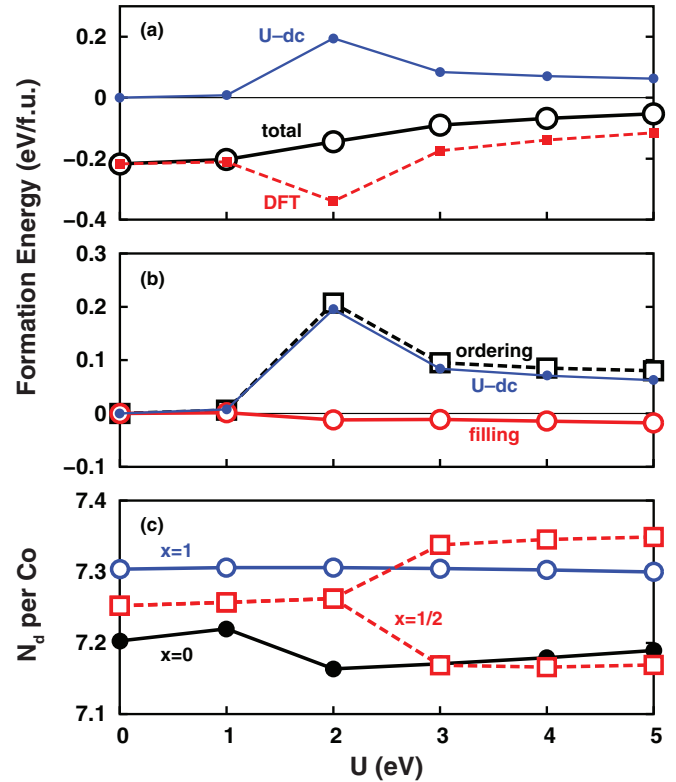 Formation Energy (eV/f.u.)
(a)
0.2
0
−0.2
−0.4
U−dc
total
DFT
(b)
0.3
0.2
0.1
0
−0.1
ordering
U−dc
filling
N_d per Co
(c)
7.4
7.3
7.2
7.1
x=1
x=1/2
x=0
0 1 2 3 4 5
U (eV)